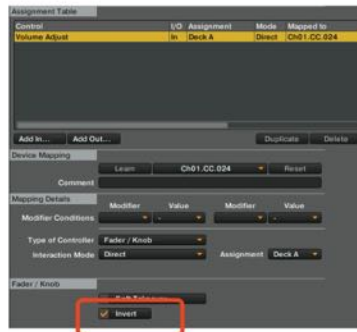 Assignment Table
Control I/O Assignment Mode Mapped to
Volume Adjust In Deck A Direct Ch01.CC.024
Add In... Add Out... Duplicate Delete
Device Mapping
Learn Ch01.CC.024 Reset
Comment
Mapping Details
Modifier Value Modifier Value
Modifier Conditions - -
Type of Controller Fader / Knob
Interaction Mode Direct Assignment Deck A
Fader / Knob
Invert